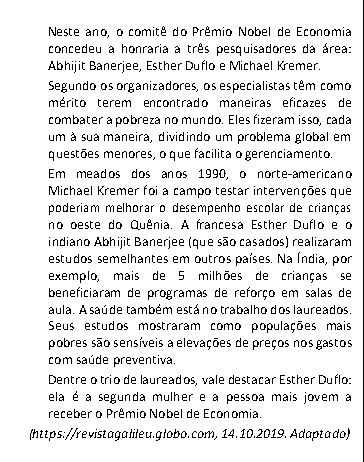 Neste ano, o comitê do Prêmio Nobel de Economia
concedeu a honraria a três pesquisadores da área:
Abhijit Banerjee, Esther Duflo e Michael Kremer.
Segundo os organizadores, os especialistas têm como
mérito terem encontrado maneiras eficazes de
combater a pobreza no mundo. Eles fizeram isso, cada
um à sua maneira, dividindo um problema global em
questões menores, o que facilita o gerenciamento.
Em meados dos anos 1990, o norte-americano
Michael Kremer foi a campo testar intervenções que
poderiam melhorar o desempenho escolar de crianças
no oeste do Quênia. A francesa Esther Duflo e o
indiano Abhijit Banerjee (que são casados) realizaram
estudos semelhantes em outros países. Na Índia, por
exemplo, mais de 5 milhões de crianças se
beneficiaram de programas de reforço em salas de
aula. A saúde também está no trabalho dos laureados.
Seus estudos mostraram como populações mais
pobres são sensíveis a elevações de preços nos gastos
com saúde preventiva.
Dentre o trio de laureados, vale destacar Esther Duflo:
ela é a segunda mulher e a pessoa mais jovem a
receber o Prêmio Nobel de Economia.
(https://revistagalileu.globo.com, 14.10.2019. Adaptado)